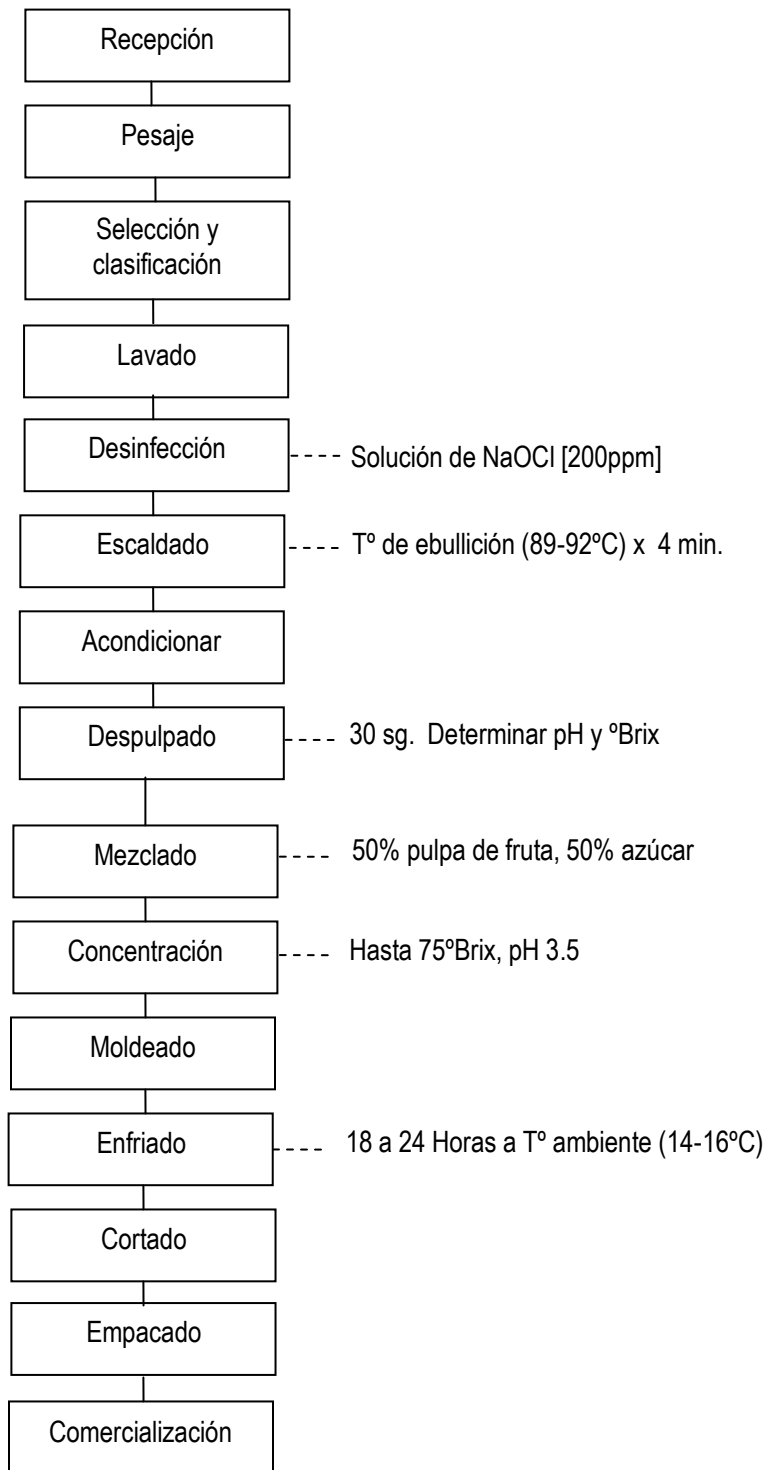 Recepción
Pesaje
Selección y
clasificación
Lavado
Desinfección
Solución de NaOCl [200ppm]
Escaldado
Tº de ebullición (89-92ºC) x 4 min.
Acondicionar
Despulpado
30 sg. Determinar pH y ºBrix
Mezclado
50% pulpa de fruta, 50% azúcar
Concentración
Hasta 75ºBrix, pH 3.5
Moldeado
Enfriado
18 a 24 Horas a Tº ambiente (14-16ºC)
Cortado
Empacado
Comercialización